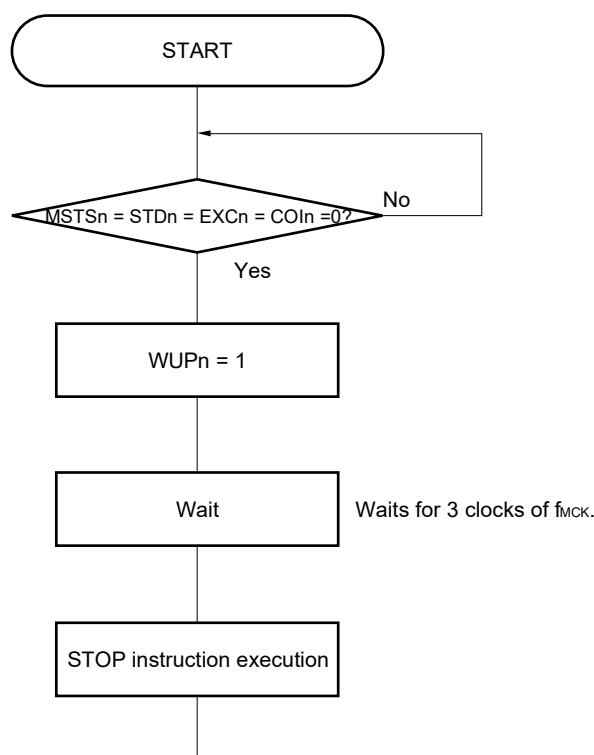 START
MSTSn = STDn = EXCn = COIn =0?
No
Yes
WUPn = 1
Wait
Waits for 3 clocks of fMCK.
STOP instruction execution